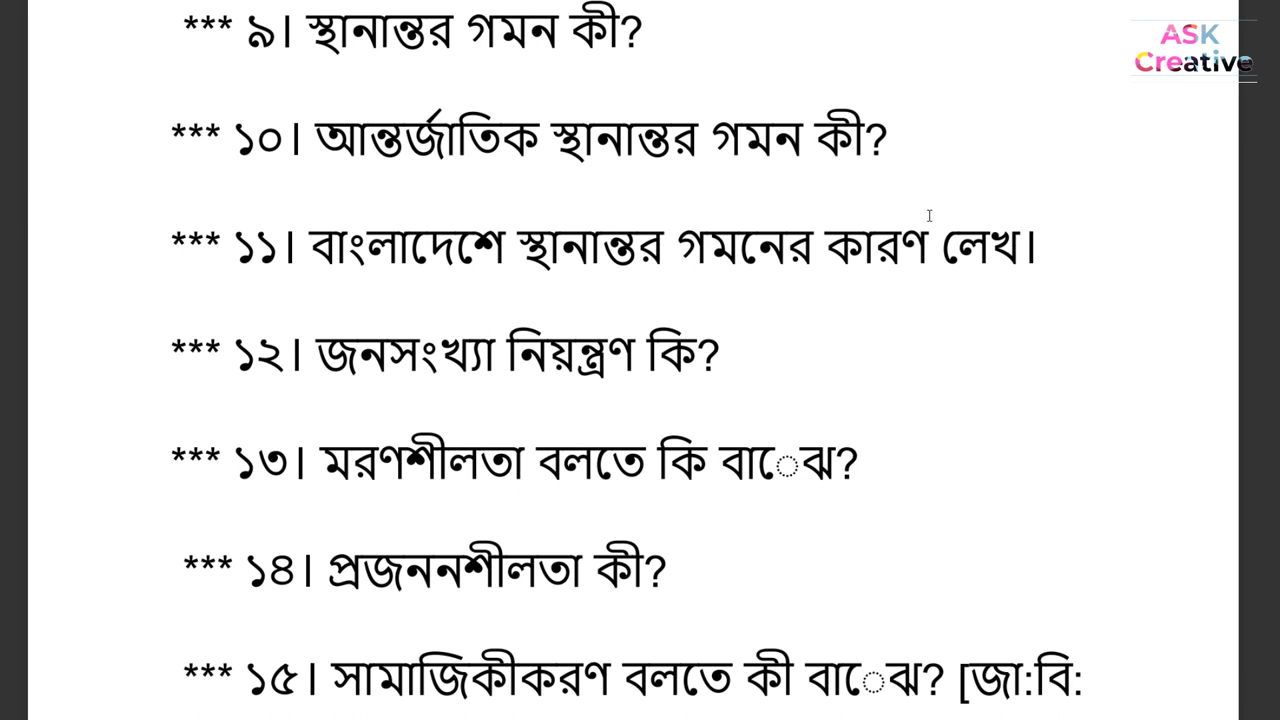 *** ৯। স্থানান্তর গমন কী?
ASK
Creative
*** ১০। আন্তর্জাতিক স্থানান্তর গমন কী?
*** ১১। বাংলাদেশে স্থানান্তর গমনের কারণ লেখ।
*** ১২। জনসংখ্যা নিয়ন্ত্রণ কি?
*** ১৩। মরণশীলতা বলতে কি বােঝ?
*** ১৪। প্রজননশীলতা কী?
*** ১৫। সামাজিকীকরণ বলতে কী বােঝ? [জা:বি: